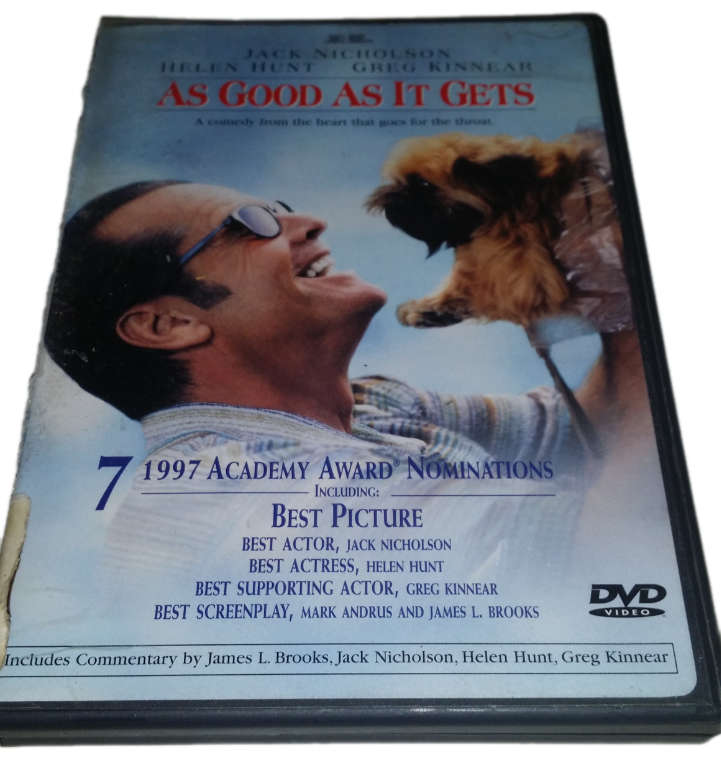 JACK NICHOLSON
HELEN HUNT GREG KINNEAR
AS GOOD AS IT GETS
A comedy from the heart that goes for the throat.
7 1997 ACADEMY AWARD® NOMINATIONS
INCLUDING:
BEST PICTURE
BEST ACTOR, JACK NICHOLSON
BEST ACTRESS, HELEN HUNT
BEST SUPPORTING ACTOR, GREG KINNEAR
BEST SCREENPLAY, MARK ANDRUS AND JAMES L. BROOKS
DVD
VIDEO
Includes Commentary by James L. Brooks, Jack Nicholson, Helen Hunt, Greg Kinnear